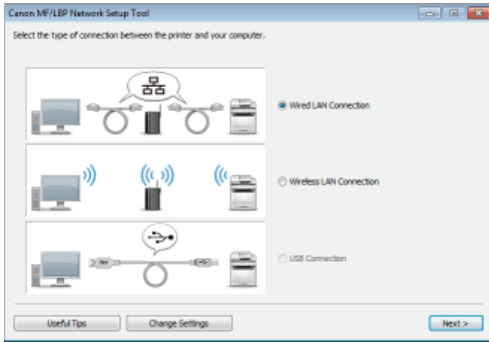 Canon MF/LBP Network Setup Tool
Select the type of connection between the printer and your computer.
Wired LAN Connection
Wireless LAN Connection
USB Connection
Useful Tips
Change Settings
Next >